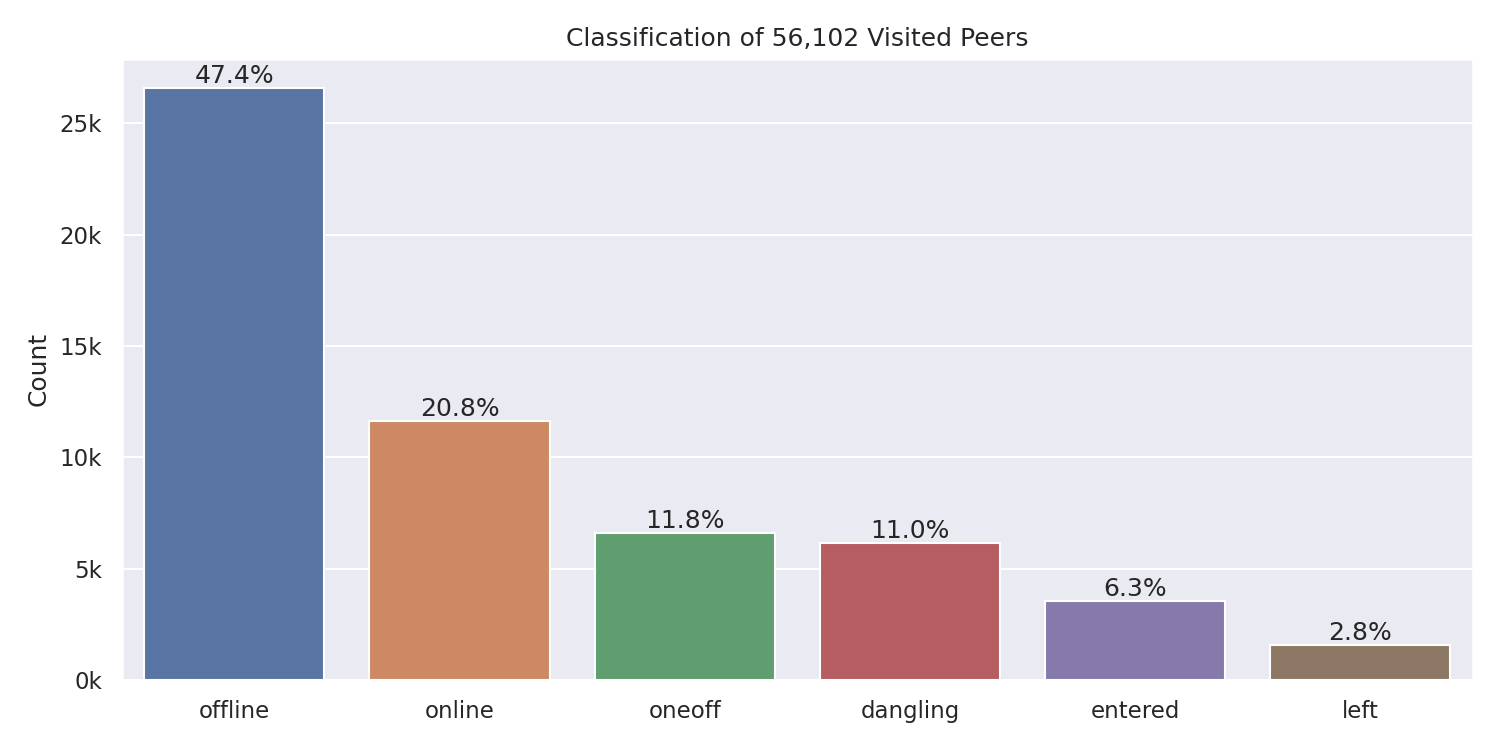 Classification of 56,102 Visited Peers
47.4%
25k
20k
15k
Count
20.8%
10k
11.8%
11.0%
5k
6.3%
2.8%
0k
offline
online
oneoff
dangling
entered
left